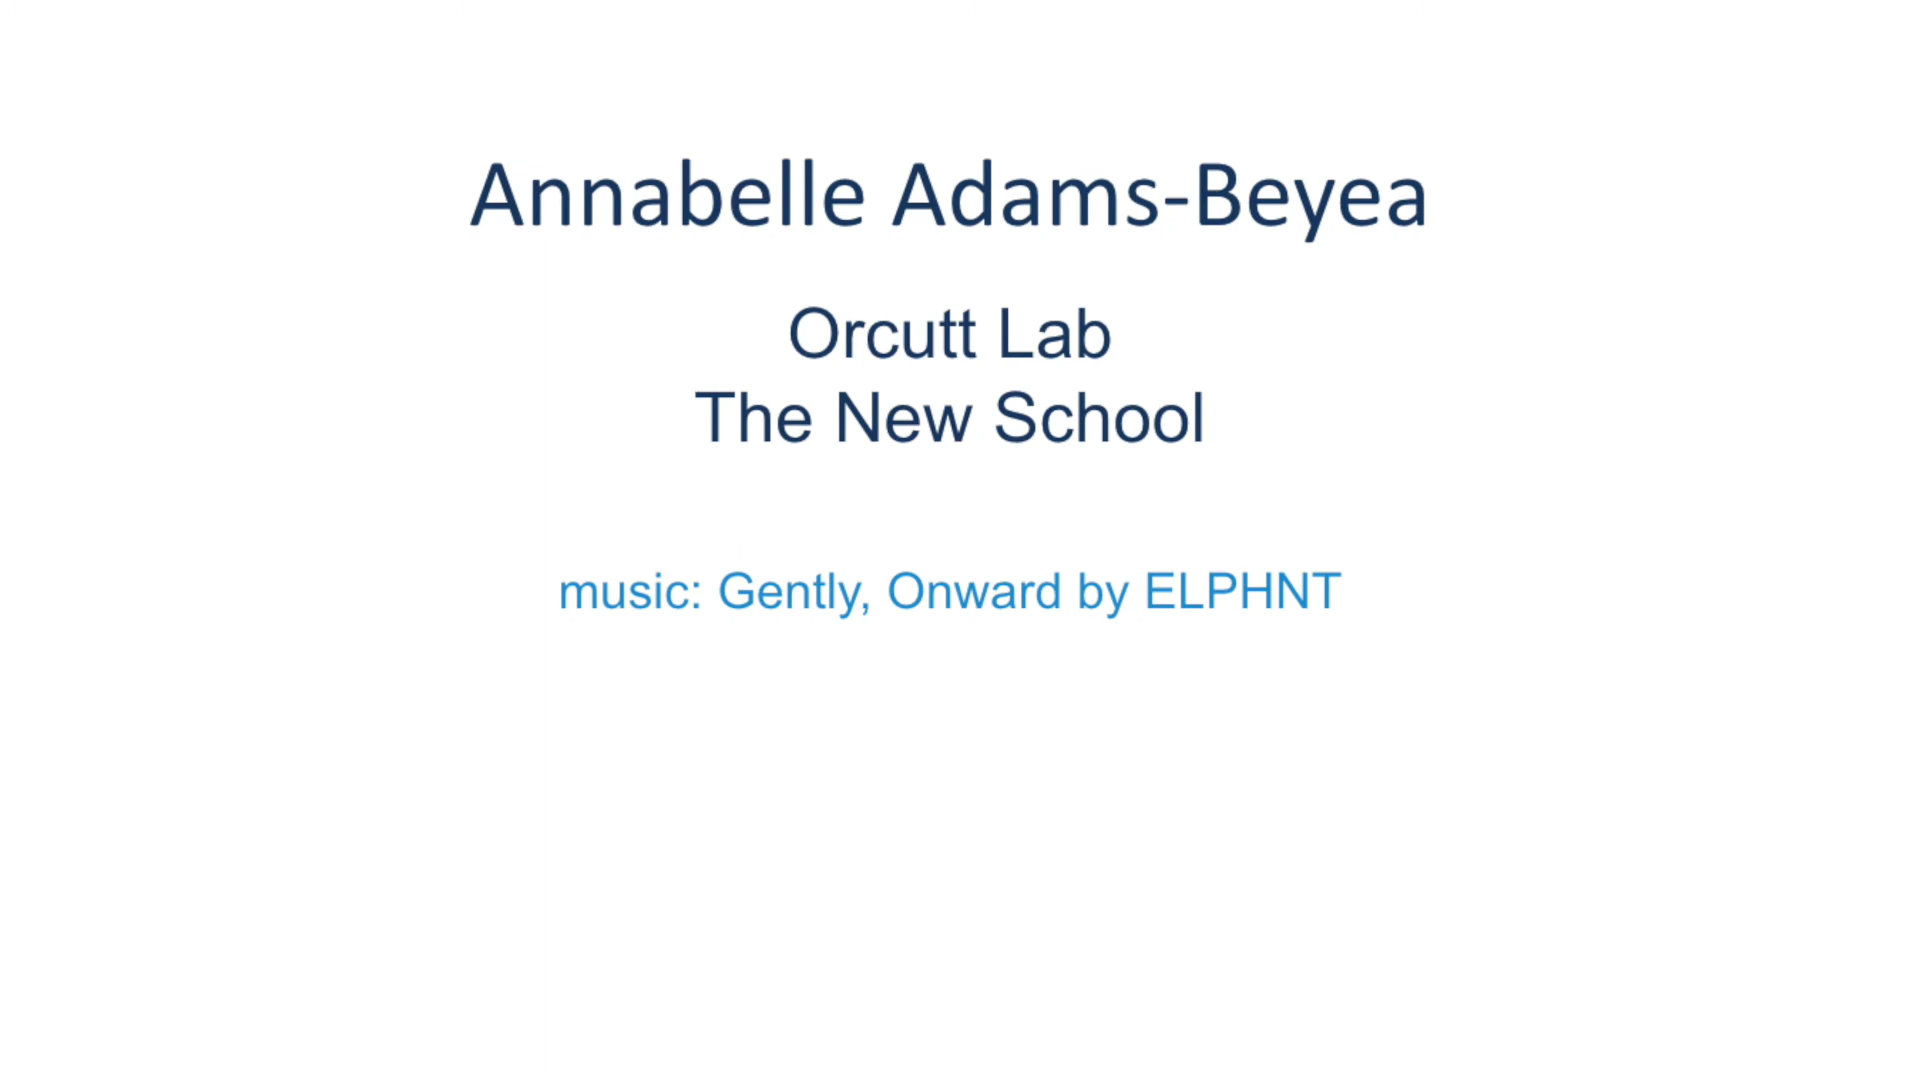 Annabelle Adams-Beyea
Orcutt Lab
The New School
music: Gently, Onward by ELPHNT